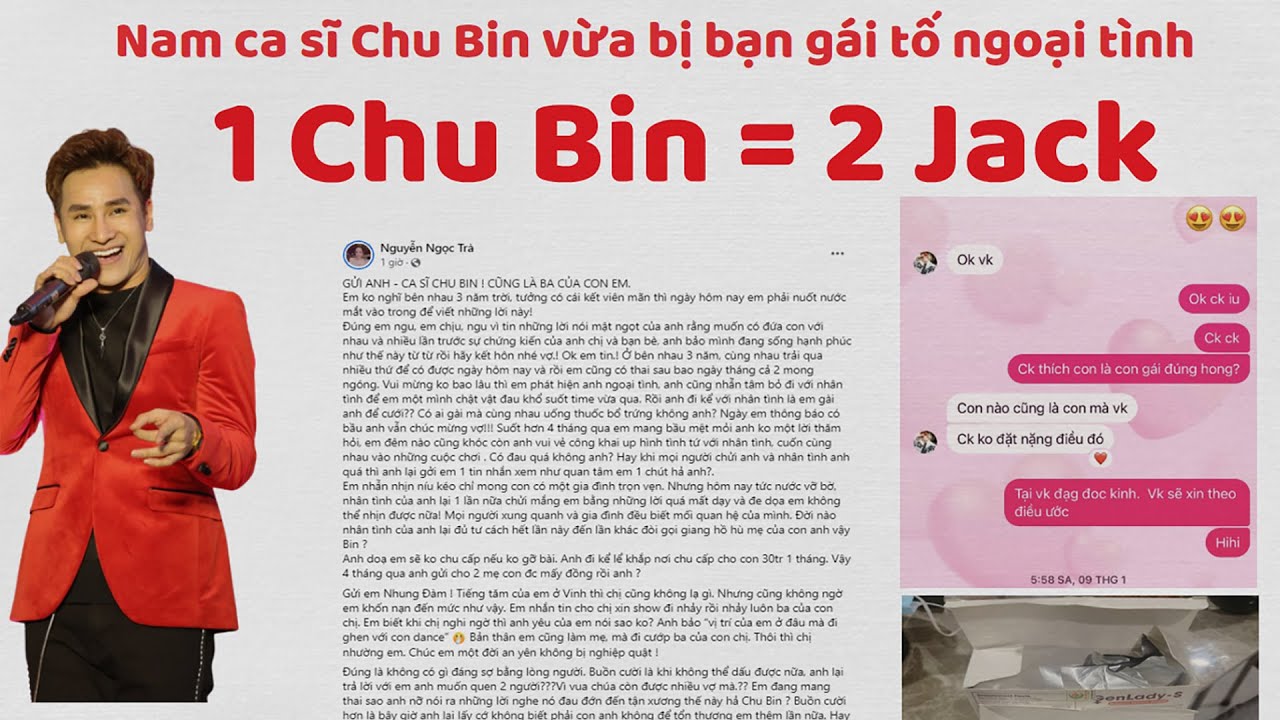 Nam ca sĩ Chu Bin vừa bị bạn gái tố ngoại tình
1 Chu Bin = 2 Jack
Nguyễn Ngọc Trà
1 giờ ·
GỬI ANH - CA SĨ CHU BIN ! CŨNG LÀ BA CỦA CON EM.
Em ko nghĩ bên nhau 3 năm trời, tưởng có cái kết viên mãn thì ngày hôm nay em phải nuốt nước
mắt vào trong để viết những lời này!
Đúng em ngu, em chịu, ngu vì tin những lời nói mật ngọt của anh rằng muốn có đứa con với
nhau và nhiều lần trước sự chứng kiến của anh chị và bạn bè, anh bảo mình đang sống hạnh phúc
như thế này từ từ rồi hãy kết hôn nhé vợ.! Ok em tin.! Ở bên nhau 3 năm, cùng nhau trải qua
nhiều thứ để có được ngày hôm nay và rồi em cũng có thai sau bao ngày tháng cả 2 mong
ngóng. Vui mừng ko bao lâu thì em phát hiện anh ngoại tình, anh cũng nhẫn tâm bỏ đi với nhân
tình để em một mình chật vật đau khổ suốt time vừa qua. Rồi anh đi kể với nhân tình là em gài
anh để cưới?? Có ai gài mà cùng nhau uống thuốc bổ trứng không anh? Ngày em thông báo có
bầu anh vẫn chúc mừng vợ!!! Suốt hơn 4 tháng qua em mang bầu mệt mỏi anh ko một lời thăm
hỏi, em đêm nào cũng khóc còn anh vui vẻ công khai up hình tình tứ với nhân tình, cuốn cùng
nhau vào những cuộc chơi . Có đau quá không anh? Hay khi mọi người chửi anh và nhân tình anh
quá thì anh lại gởi em 1 tin nhắn xem như quan tâm em 1 chút hả anh?.
Em nhẫn nhịn níu kéo chỉ mong con có một gia đình trọn vẹn. Nhưng hôm nay tức nước vỡ bờ,
nhân tình của anh lại 1 lần nữa chửi mắng em bằng những lời quá mất dạy và đe dọa em không
thể nhịn được nữa! Mọi người xung quanh và gia đình đều biết mối quan hệ của mình. Đời nào
nhân tình của anh lại đủ tư cách hết lần này đến lần khác đòi gọi giang hồ hù mẹ của con anh vậy
Bin ?
Anh doạ em sẽ ko chu cấp nếu ko gỡ bài. Anh đi kể lể khắp nơi chu cấp cho con 30tr 1 tháng. Vậy
4 tháng qua anh gửi cho 2 mẹ con đc mấy đồng rồi anh ?
Gửi em Nhung Đàm ! Tiếng tăm của em ở Vinh thì chị cũng không lạ gì. Nhưng cũng không ngờ
em khốn nạn đến mức như vậy. Em nhắn tin cho chị xin show đi nhảy rồi nhảy luôn ba của con
chị. Em biết khi chị nghi ngờ thì anh yêu của em nói sao ko? Anh bảo "vị trí của em ở đâu mà đi
ghen với con dance" 🤭 Bản thân em cũng làm mẹ, mà đi cướp ba của con chị. Thôi thì chị
nhường em. Chúc em một đời an yên không bị nghiệp quật !
Đúng là không có gì đáng sợ bằng lòng người. Buồn cười là khi không thể dấu được nữa, anh lại
trả lời với em anh muốn quen 2 người???Vì vua chúa còn được nhiều vợ mà.?? Em đang mang
thai sao anh nỡ nói ra những lời nghe nó đau đớn đến tận xương thế này hả Chu Bin ? Buồn cười
hơn là bây giờ anh lại lấy cớ không biết phải con anh không để tổn thương em thêm lần nữa. Hay
😍 😍
Ok vk
Ok ck iu
Ck ck
Ck thích con là con gái đúng hong?
Con nào cũng là con mà vk
Ck ko đặt nặng điều đó
Tại vk đạg đọc kinh. Vk sẽ xin theo
điều ước
Hihi
5:58 SA, 09 THG 1
GenLady-S